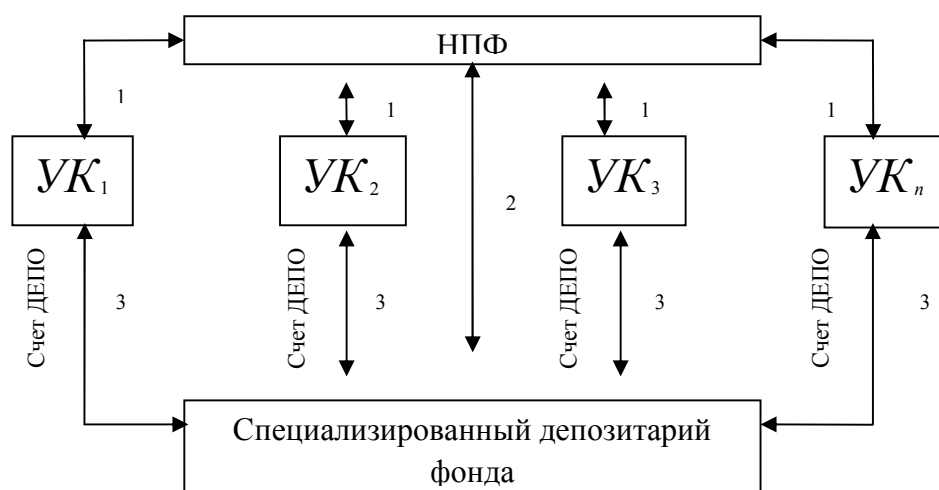 НПФ
1
1
1
1
УК1
УК2
УК3
УКn
2
Счет ДЕПО
3
Счет ДЕПО
3
Счет ДЕПО
3
Счет ДЕПО
3
Специализированный депозитарий
фонда